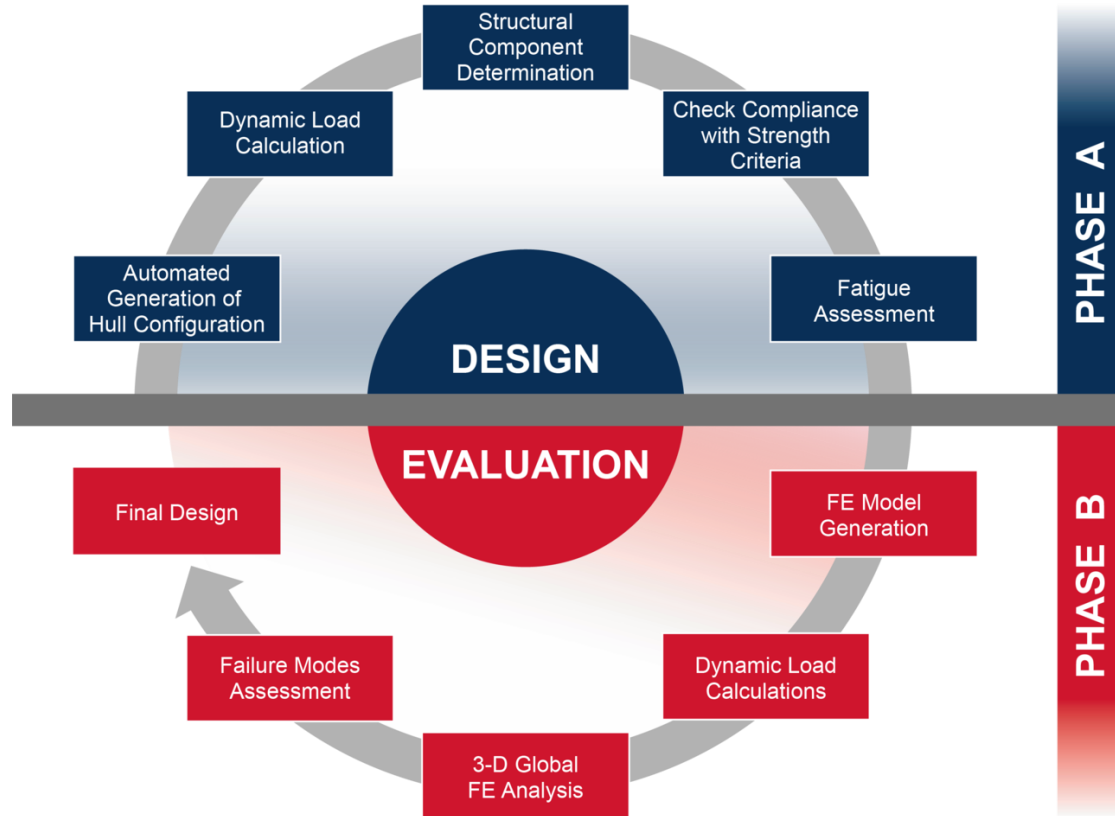 Structural
Component
Determination
Dynamic Load
Calculation
Check Compliance
with Strength
Criteria
Automated
Generation of
Hull Configuration
Fatigue
Assessment
DESIGN
PHASE A
EVALUATION
Final Design
FE Model
Generation
Failure Modes
Assessment
Dynamic Load
Calculations
3-D Global
FE Analysis
PHASE B